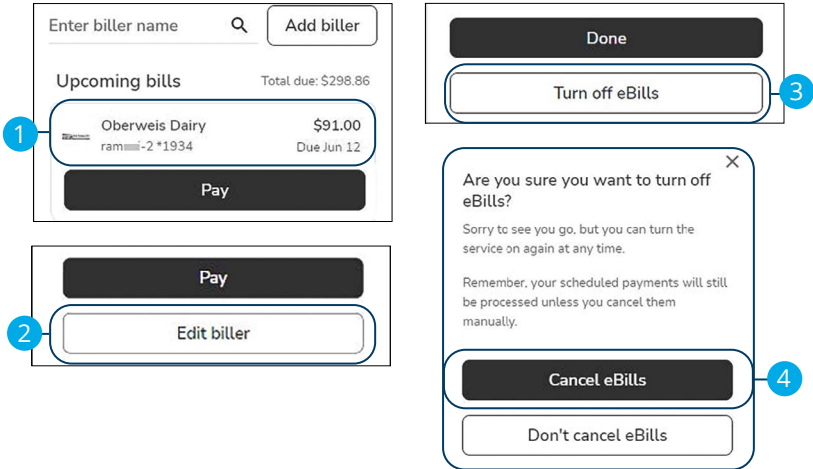 Enter biller name
Add biller
Upcoming bills
Total due: $298.86
1
Oberweis Dairy
$91.00
-2 *1934
Due Jun 12
Pay
Pay
2
Edit biller
Done
Turn off eBills
3
Are you sure you want to turn off
eBills?
Sorry to see you go, but you can turn the
service on again at any time.
Remember, your scheduled payments will still
be processed unless you cancel them
manually.
Cancel eBills
4
Don't cancel eBills